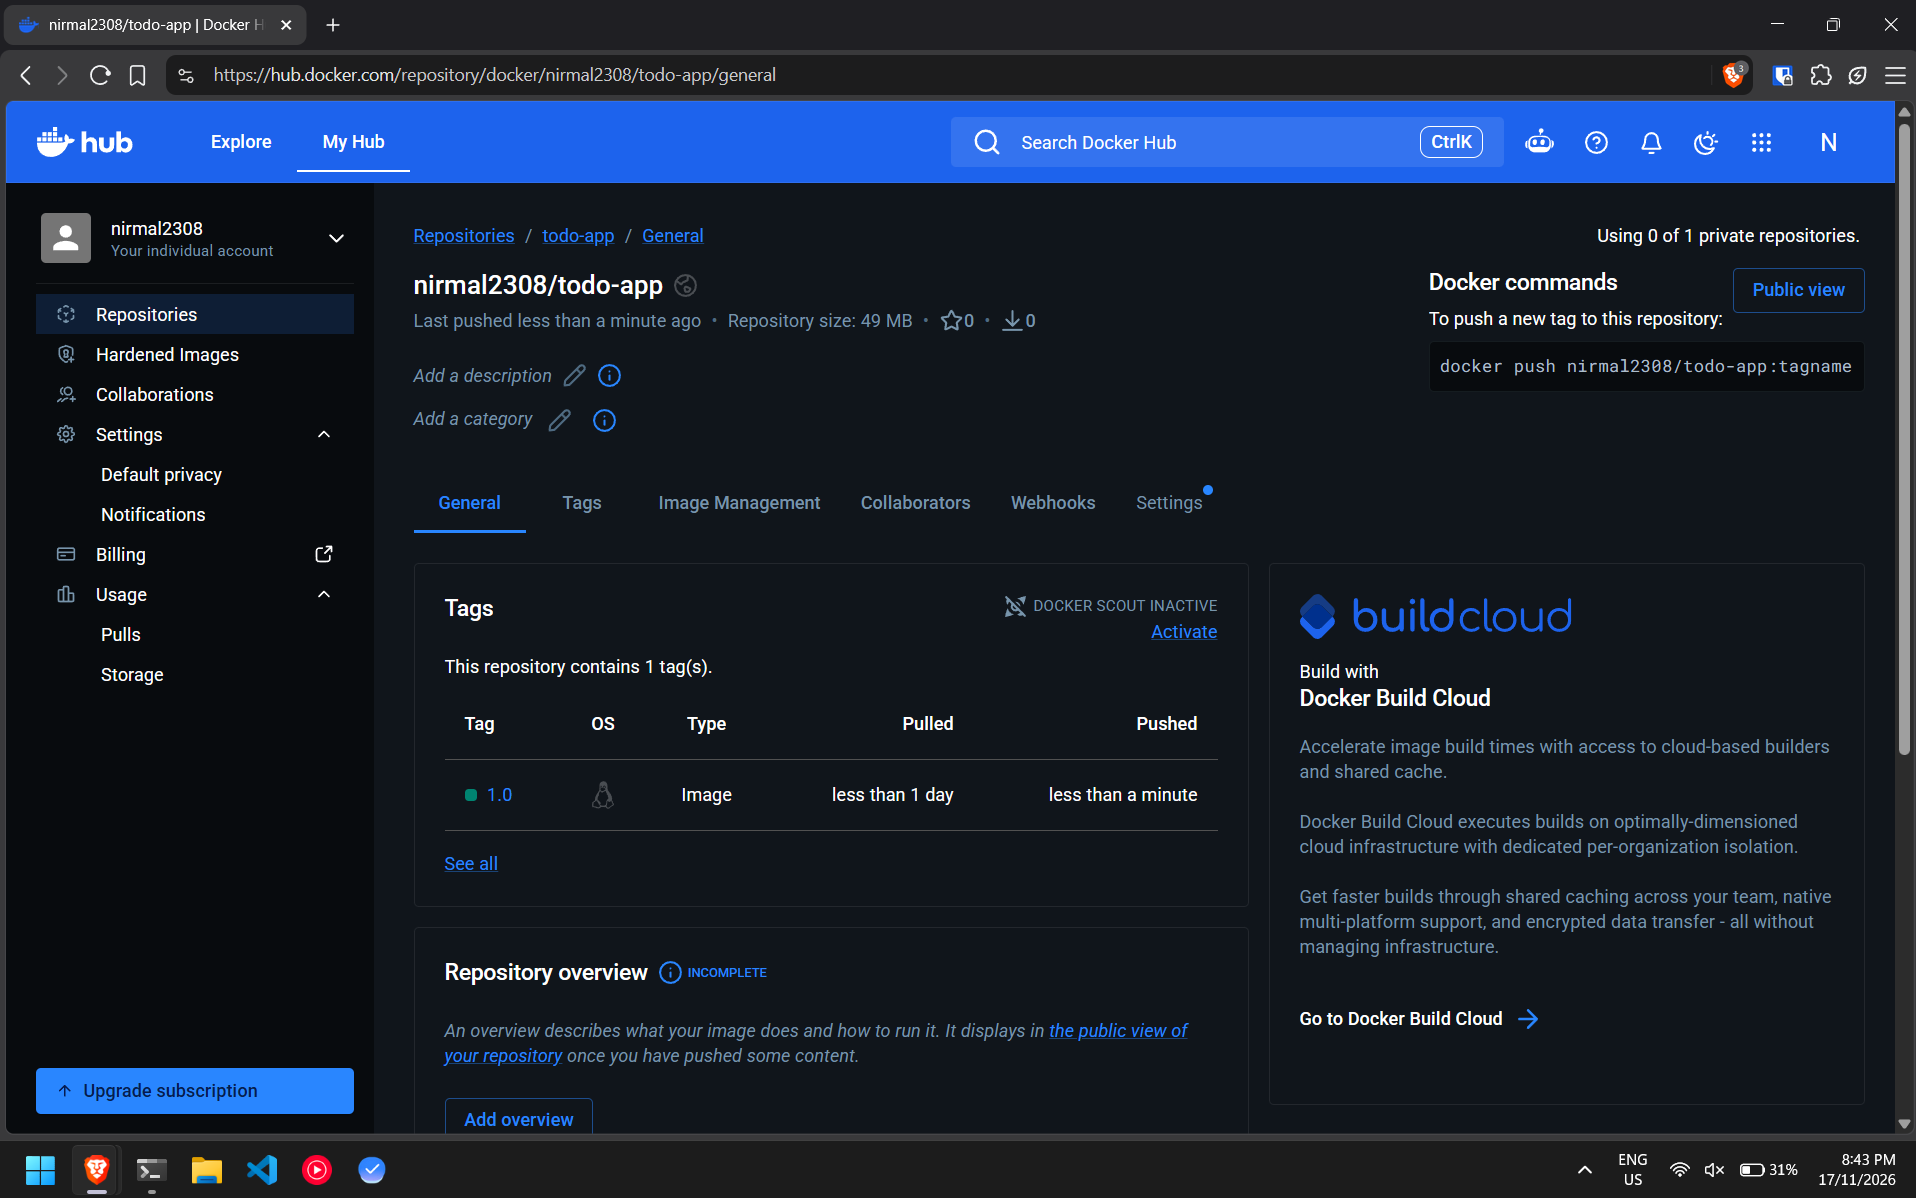 nirmal2308/todo-app | Docker H
https://hub.docker.com/repository/docker/nirmal2308/todo-app/general
3
hub
Explore
My Hub
Search Docker Hub
CtrlK
N
nirmal2308
Your individual account
Repositories
Hardened Images
Collaborations
Settings
Default privacy
Notifications
Billing
Usage
Pulls
Storage
Upgrade subscription
Repositories / todo-app / General
Using 0 of 1 private repositories.
nirmal2308/todo-app
Last pushed less than a minute ago • Repository size: 49 MB • 0 • 0
Add a description
Add a category
Docker commands
Public view
To push a new tag to this repository:
docker push nirmal2308/todo-app:tagname
General
Tags
Image Management
Collaborators
Webhooks
Settings
Tags
DOCKER SCOUT INACTIVE
Activate
This repository contains 1 tag(s).
Tag OS Type Pulled Pushed
1.0 Image less than 1 day less than a minute
See all
Repository overview
INCOMPLETE
An overview describes what your image does and how to run it. It displays in the public view of
your repository once you have pushed some content.
Add overview
buildcloud
Build with
Docker Build Cloud
Accelerate image build times with access to cloud-based builders
and shared cache.
Docker Build Cloud executes builds on optimally-dimensioned
cloud infrastructure with dedicated per-organization isolation.
Get faster builds through shared caching across your team, native
multi-platform support, and encrypted data transfer - all without
managing infrastructure.
Go to Docker Build Cloud
ENG
US
31%
8:43 PM
17/11/2026